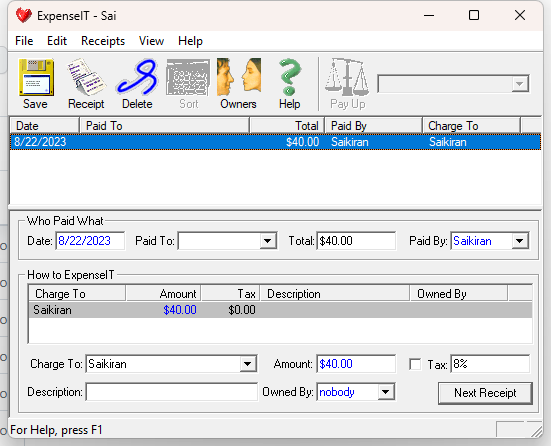 ExpenseIT - Sai
File Edit Receipts View Help
Save Receipt Delete Sort Owners Help Pay Up
Date Paid To Total Paid By Charge To
8/22/2023 $40.00 Saikiran Saikiran
Who Paid What
Date: 8/22/2023 Paid To: Total: $40.00 Paid By: Saikiran
How to ExpenseIT
Charge To Amount Tax Description Owned By
Saikiran $40.00 $0.00
Charge To: Saikiran Amount: $40.00 Tax: 8%
Description: Owned By: nobody Next Receipt
For Help, press F1